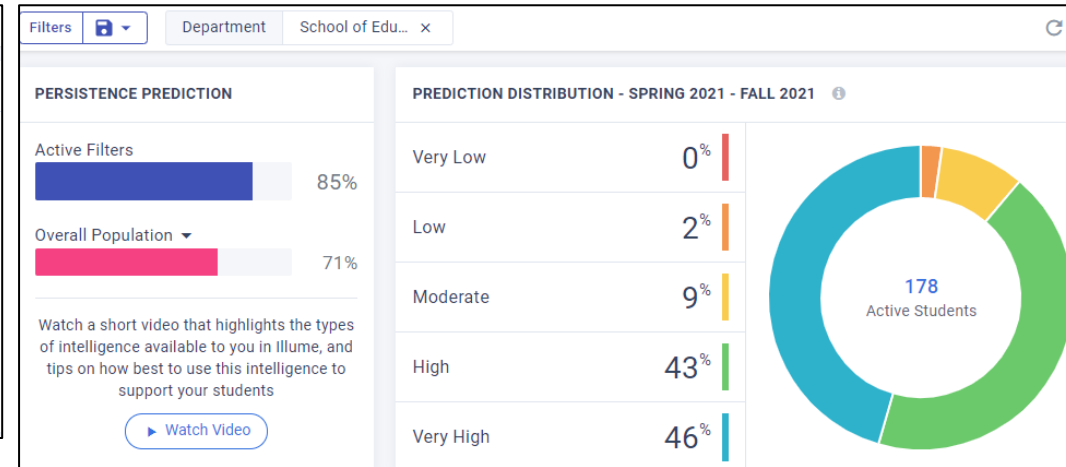 Filters
Department School of Edu... ×
PERSISTENCE PREDICTION
Active Filters
85%
Overall Population
71%
Watch a short video that highlights the types
of intelligence available to you in Illume, and
tips on how best to use this intelligence to
support your students
Watch Video
PREDICTION DISTRIBUTION - SPRING 2021 - FALL 2021
Very Low 0%
Low 2%
Moderate 9%
High 43%
Very High 46%
178
Active Students